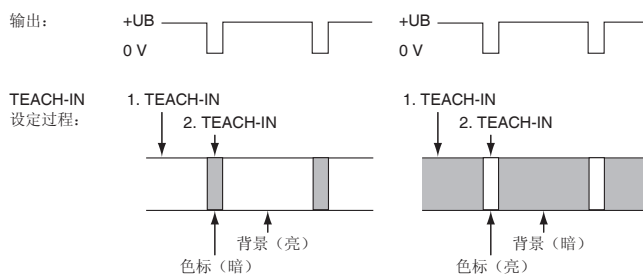 输出:
+UB
0 V
+UB
0 V
TEACH-IN
设定过程:
1. TEACH-IN
2. TEACH-IN
背景（亮）
色标（暗）
1. TEACH-IN
2. TEACH-IN
背景（暗）
色标（亮）